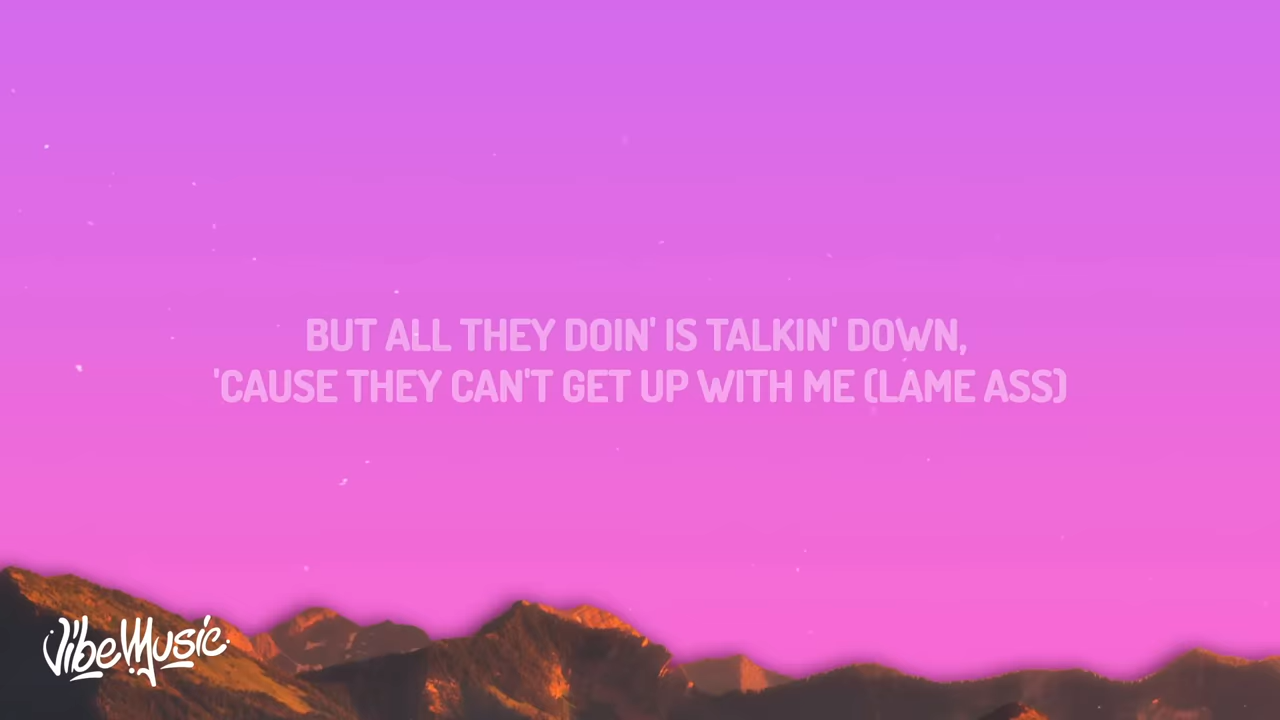 BUT ALL THEY DOIN' IS TALKIN' DOWN,
'CAUSE THEY CAN'T GET UP WITH ME (LAME ASS)
VibeMusic